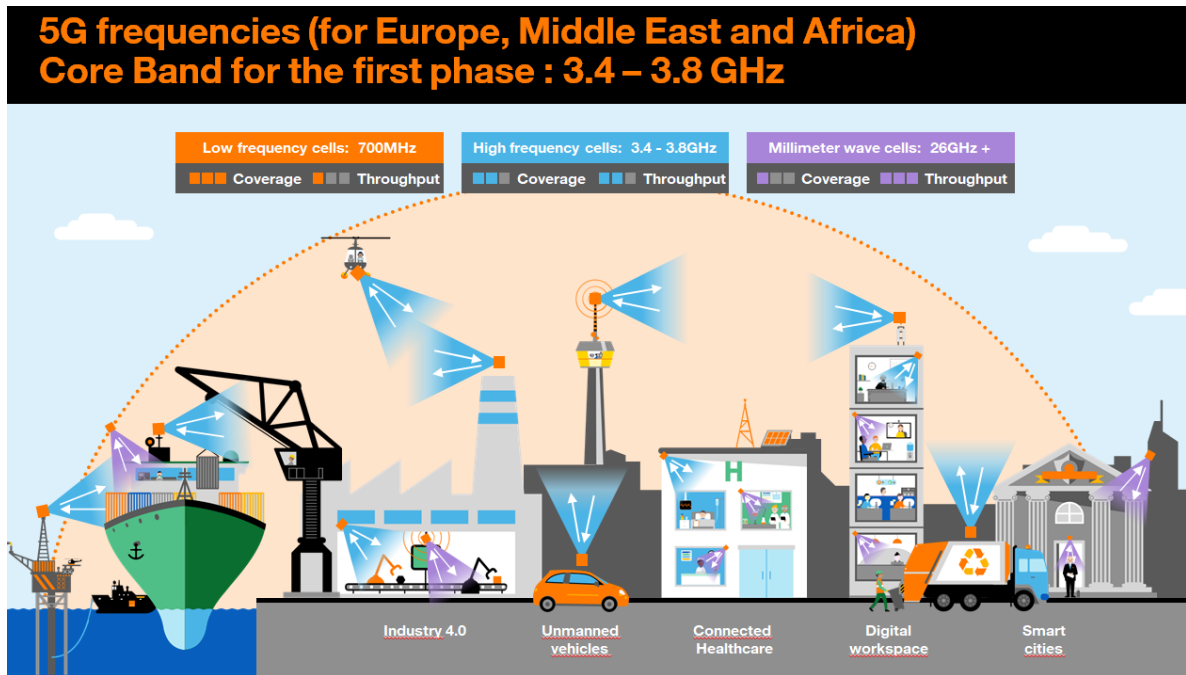 5G frequencies (for Europe, Middle East and Africa)
Core Band for the first phase : 3.4 – 3.8 GHz
Low frequency cells: 700MHz
Coverage Throughput
High frequency cells: 3.4 - 3.8GHz
Coverage Throughput
Millimeter wave cells: 26GHz +
Coverage Throughput
H
Industry 4.0
Unmanned
vehicles
Connected
Healthcare
Digital
workspace
Smart
cities